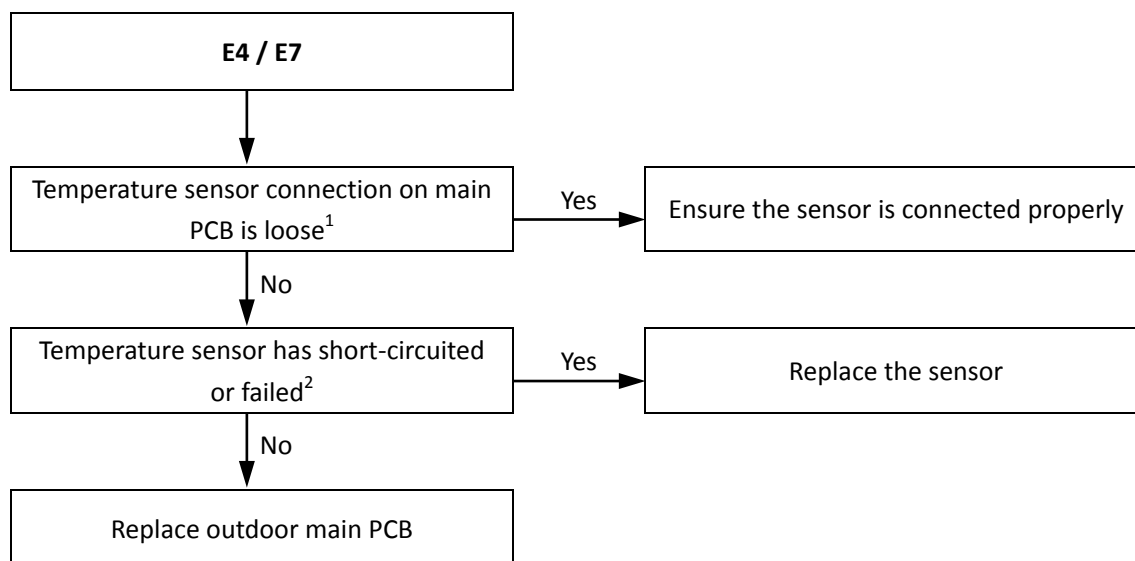 E4 / E7
Temperature sensor connection on main
PCB is loose¹
Yes
Ensure the sensor is connected properly
No
Temperature sensor has short-circuited
or failed²
Yes
Replace the sensor
No
Replace outdoor main PCB